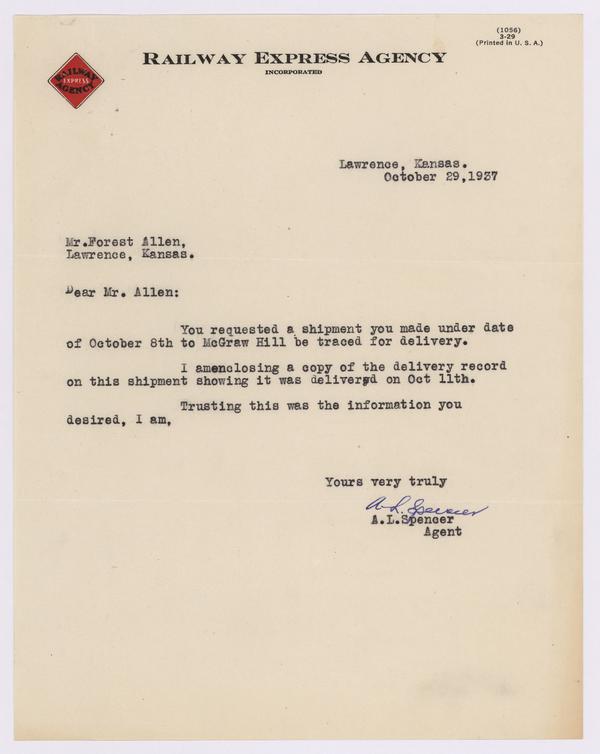 (1056)
3-29
(Printed in U. S. A.)
RAILWAY EXPRESS AGENCY
INCORPORATED
RAILWAY
EXPRESS
AGENCY
Lawrence, Kansas.
October 29,1937
Mr.Forest Allen,
Lawrence, Kansas.
Dear Mr. Allen:
You requested a shipment you made under date
of October 8th to McGraw Hill be traced for delivery.
I amenclosing a copy of the delivery record
on this shipment showing it was delivered on Oct 11th.
Trusting this was the information you
desired, I am,
Yours very truly
A. L. Spencer
A.L.Spencer
Agent